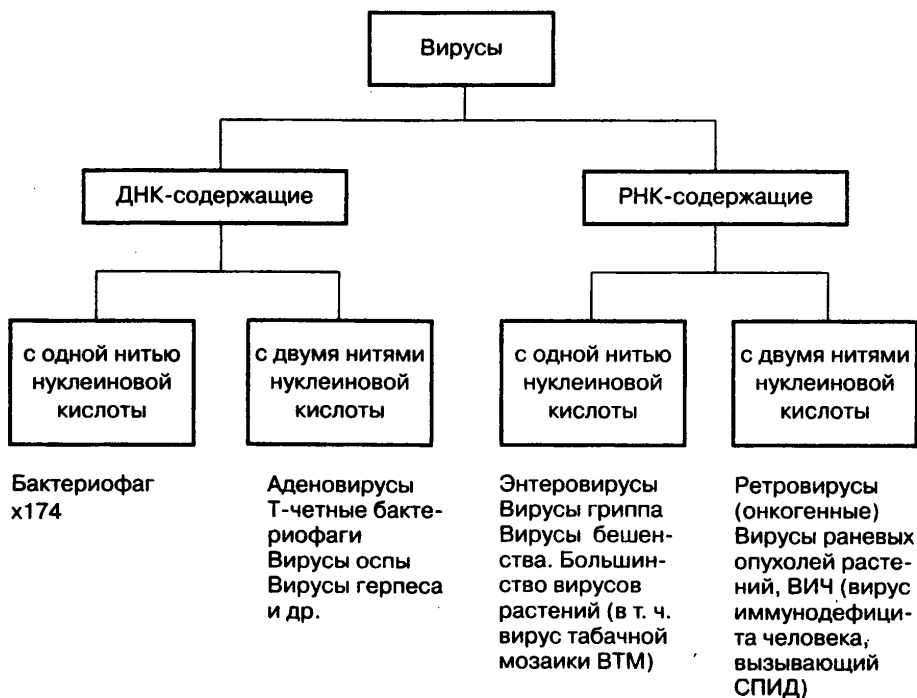 Вирусы
ДНК-содержащие
РНК-содержащие
с одной нитью
нуклеиновой
кислоты
с двумя нитями
нуклеиновой
кислоты
с одной нитью
нуклеиновой
кислоты
с двумя нитями
нуклеиновой
кислоты
Бактериофаг
х174
Аденовирусы
Т-четные бакте-
риофаги
Вирусы оспы
Вирусы герпеса
и др.
Энтеровирусы
Вирусы гриппа
Вирусы бешен-
ства. Большин-
ство вирусов
растений (в т. ч.
вирус табачной
мозаики ВТМ)
Ретровирусы
(онкогенные)
Вирусы раневых
опухолей расте-
ний, ВИЧ (вирус
иммунодефици-
та человека,
вызывающий
СПИД)